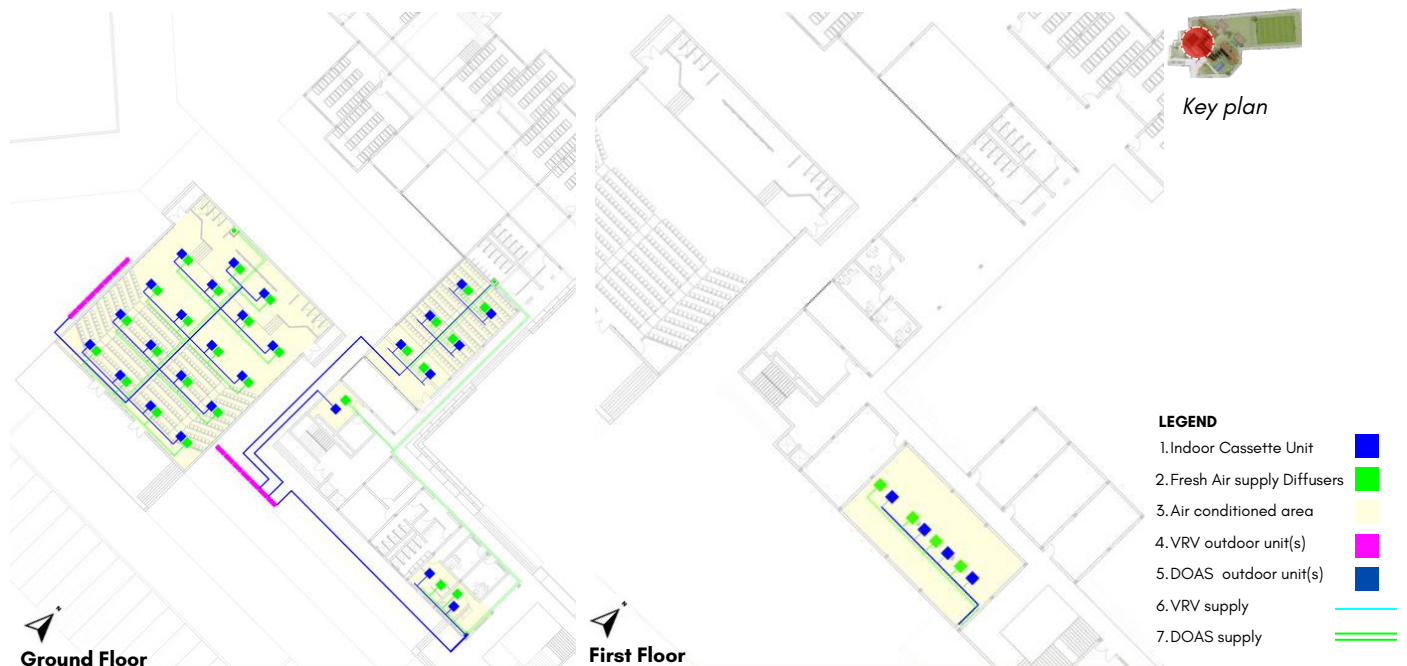 Key plan
LEGEND
1.Indoor Cassette Unit
2.Fresh Air supply Diffusers
3.Air conditioned area
4.VRV outdoor unit(s)
5.DOAS outdoor unit(s)
6.VRV supply
7.DOAS supply
N
Ground Floor
N
First Floor